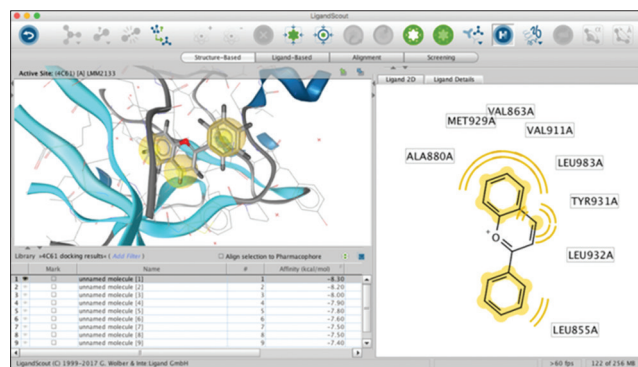 LigandScout
Structure-Based Ligand-Based Alignment Screening
Active Site: (4C61) [A] LMM2133
Ligand 2D Ligand Details
VAL863A
MET929A
VAL911A
ALA880A
LEU983A
TYR931A
O
LEU932A
LEU855A
Library »4C61 docking results« ( Add Filter) Align selection to Pharmacophore
Mark Name # Affinity (kcal/mol)
1 unnamed molecule [1] 1 -8.30
2 unnamed molecule [2] 2 -8.20
3 unnamed molecule [3] 3 -8.00
4 unnamed molecule [4] 4 -7.90
5 unnamed molecule [5] 5 -7.80
6 unnamed molecule [6] 6 -7.60
7 unnamed molecule [7] 7 -7.50
8 unnamed molecule [8] 8 -7.50
9 unnamed molecule [9] 9 -7.40
LigandScout (C) 1999-2017 G. Wolber & Inte:Ligand GmbH >60 fps 122 of 256 MB